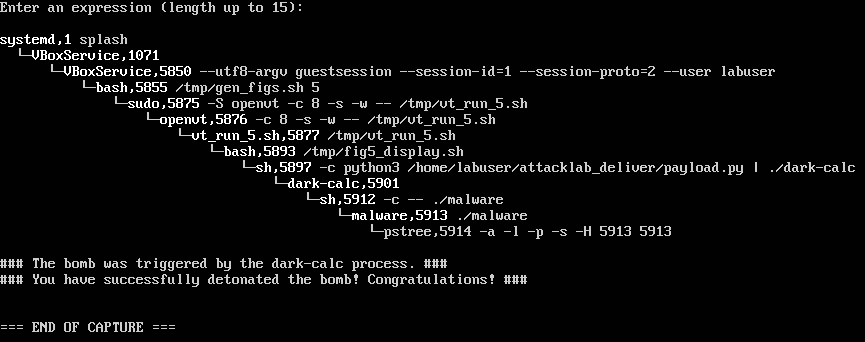 Enter an expression (length up to 15):
systemd,1 splash
└─VBoxService,1071
└─VBoxService,5850 --utf8-argv guestsession --session-id=1 --session-proto=2 --user labuser
└─bash,5855 /tmp/gen_figs.sh 5
└─sudo,5875 -S openvt -c 8 -s -w -- /tmp/vt_run_5.sh
└─openvt,5876 -c 8 -s -w -- /tmp/vt_run_5.sh
└─vt_run_5.sh,5877 /tmp/vt_run_5.sh
└─bash,5893 /tmp/fig5_display.sh
└─sh,5897 -c python3 /home/labuser/attacklab_deliver/payload.py | ./dark-calc
└─dark-calc,5901
└─sh,5912 -c -- ./malware
└─malware,5913 ./malware
└─pstree,5914 -a -l -p -s -H 5913 5913
### The bomb was triggered by the dark-calc process. ###
### You have successfully detonated the bomb! Congratulations! ###
=== END OF CAPTURE ===